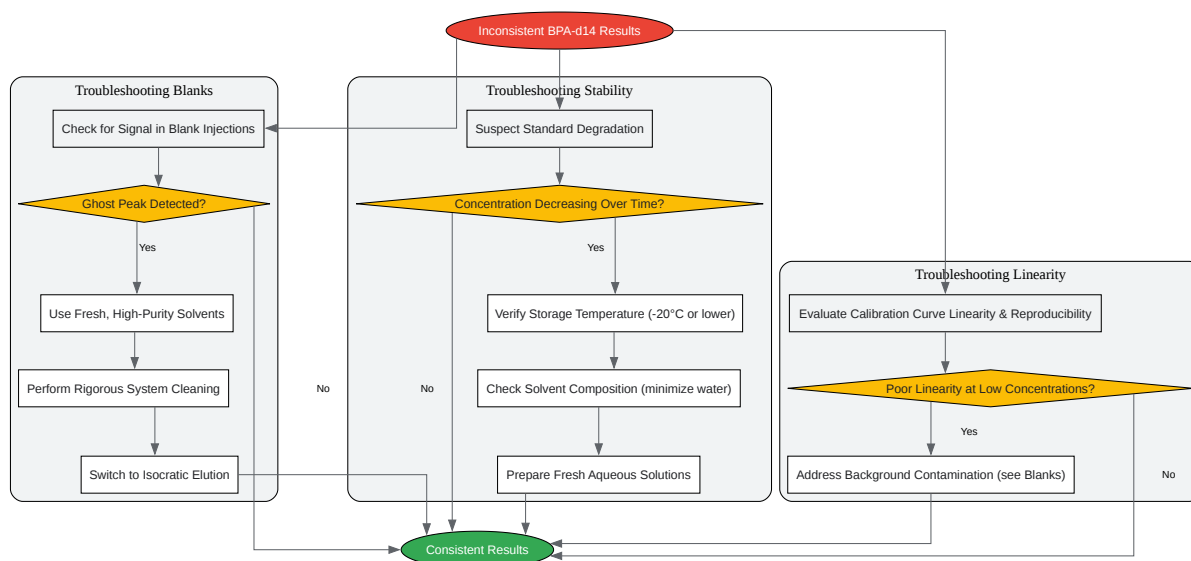 Inconsistent BPA-d14 Results
Troubleshooting Blanks
Check for Signal in Blank Injections
Ghost Peak Detected?
Yes
Use Fresh, High-Purity Solvents
Perform Rigorous System Cleaning
No
Switch to Isocratic Elution
Troubleshooting Stability
Suspect Standard Degradation
Concentration Decreasing Over Time?
Yes
Verify Storage Temperature (-20°C or lower)
Check Solvent Composition (minimize water)
No
Prepare Fresh Aqueous Solutions
Troubleshooting Linearity
Evaluate Calibration Curve Linearity & Reproducibility
Poor Linearity at Low Concentrations?
Yes
Address Background Contamination (see Blanks)
No
Consistent Results